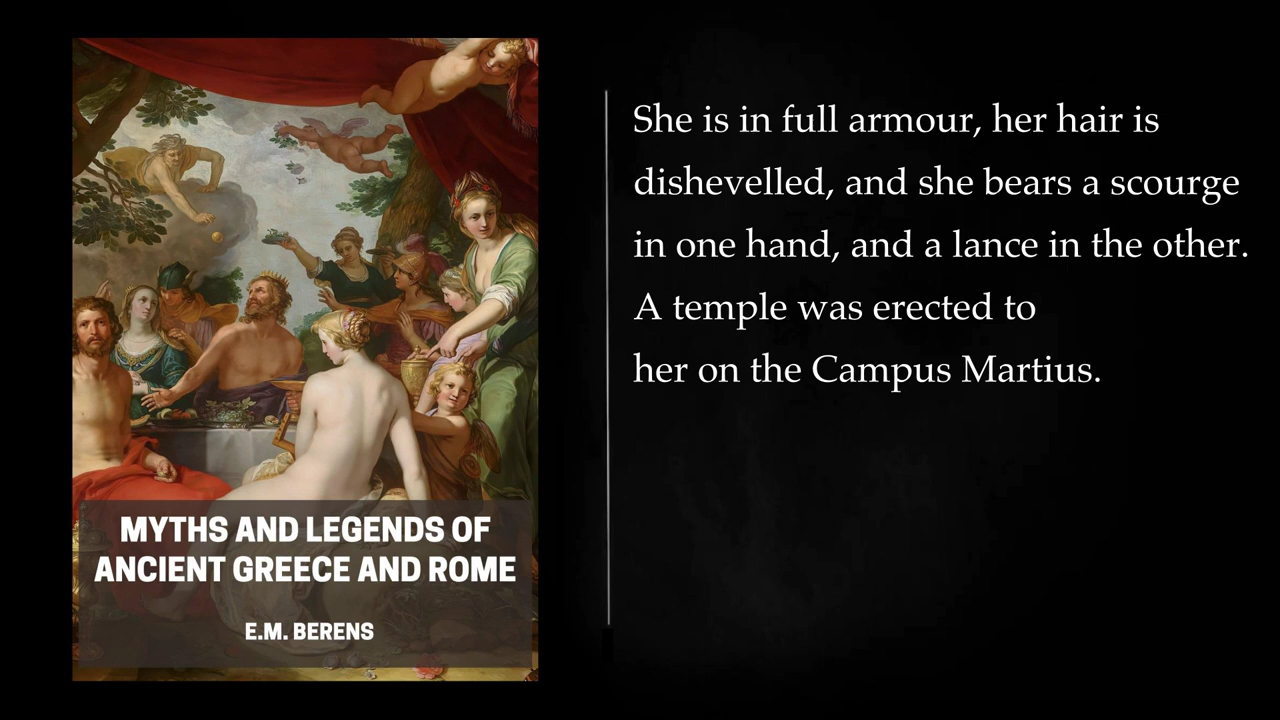 MYTHS AND LEGENDS OF
ANCIENT GREECE AND ROME
E.M. BERENS
She is in full armour, her hair is
dishevelled, and she bears a scourge
in one hand, and a lance in the other.
A temple was erected to
her on the Campus Martius.